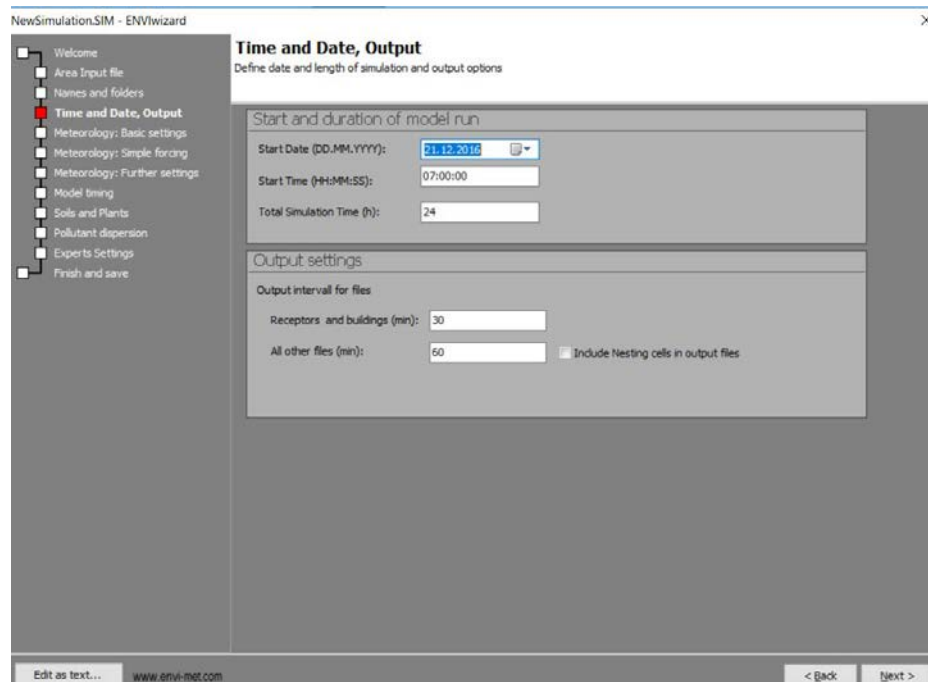 NewSimulation.SIM - ENVIwizard
Welcome
Area Input file
Names and folders
Time and Date, Output
Meteorology: Basic settings
Meteorology: Simple forcing
Meteorology: Further settings
Model timing
Soils and Plants
Pollutant dispersion
Experts Settings
Finish and save
Time and Date, Output
Define date and length of simulation and output options
Start and duration of model run
Start Date (DD.MM.YYYY): 21.12.2016
Start Time (HH:MM:SS): 07:00:00
Total Simulation Time (h): 24
Output settings
Output intervall for files
Receptors and buildings (min): 30
All other files (min): 60 Include Nesting cells in output files
Edit as text... www.envi-met.com < Back Next >